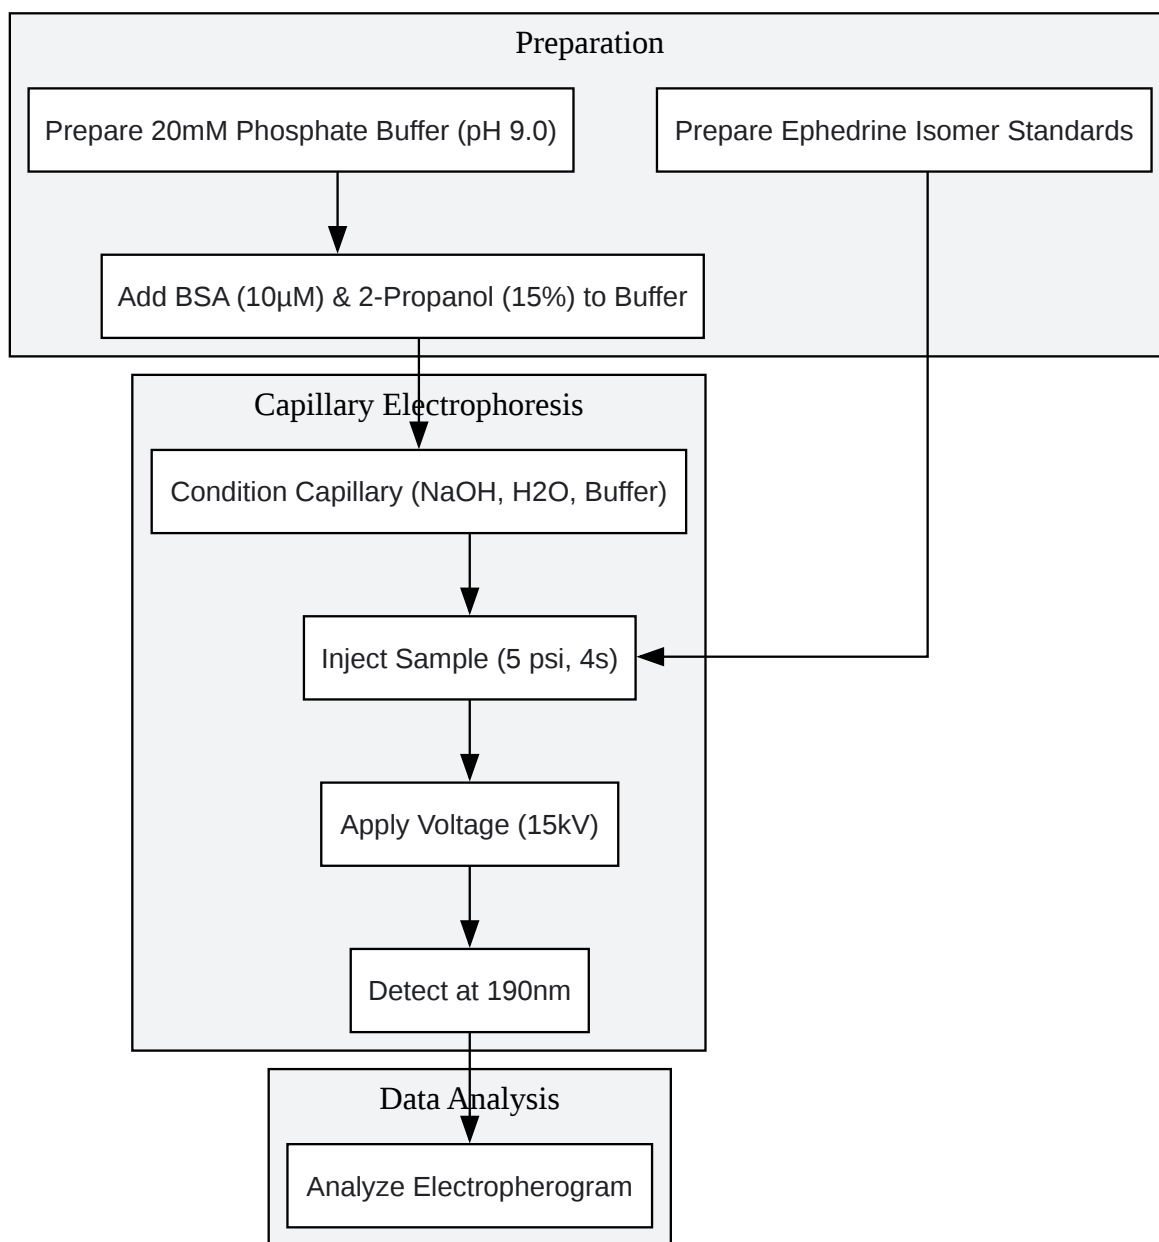 Preparation
Prepare 20mM Phosphate Buffer (pH 9.0)
Prepare Ephedrine Isomer Standards
Add BSA (10µM) & 2-Propanol (15%) to Buffer
Capillary Electrophoresis
Condition Capillary (NaOH, H2O, Buffer)
Inject Sample (5 psi, 4s)
Apply Voltage (15kV)
Detect at 190nm
Data Analysis
Analyze Electropherogram